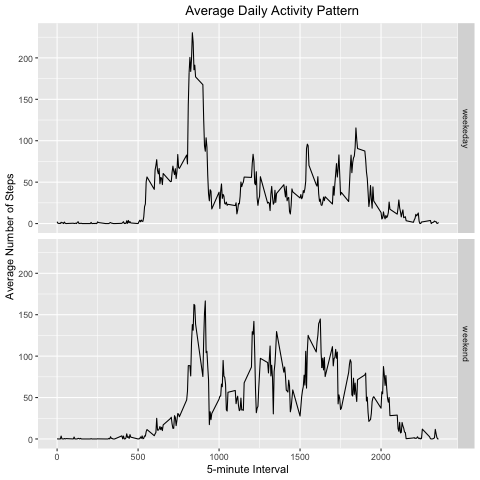 Average Daily Activity Pattern
200
150
100
50
0
weekeday
200
150
100
50
0
weekend
Average Number of Steps
0 500 1000 1500 2000
5-minute Interval